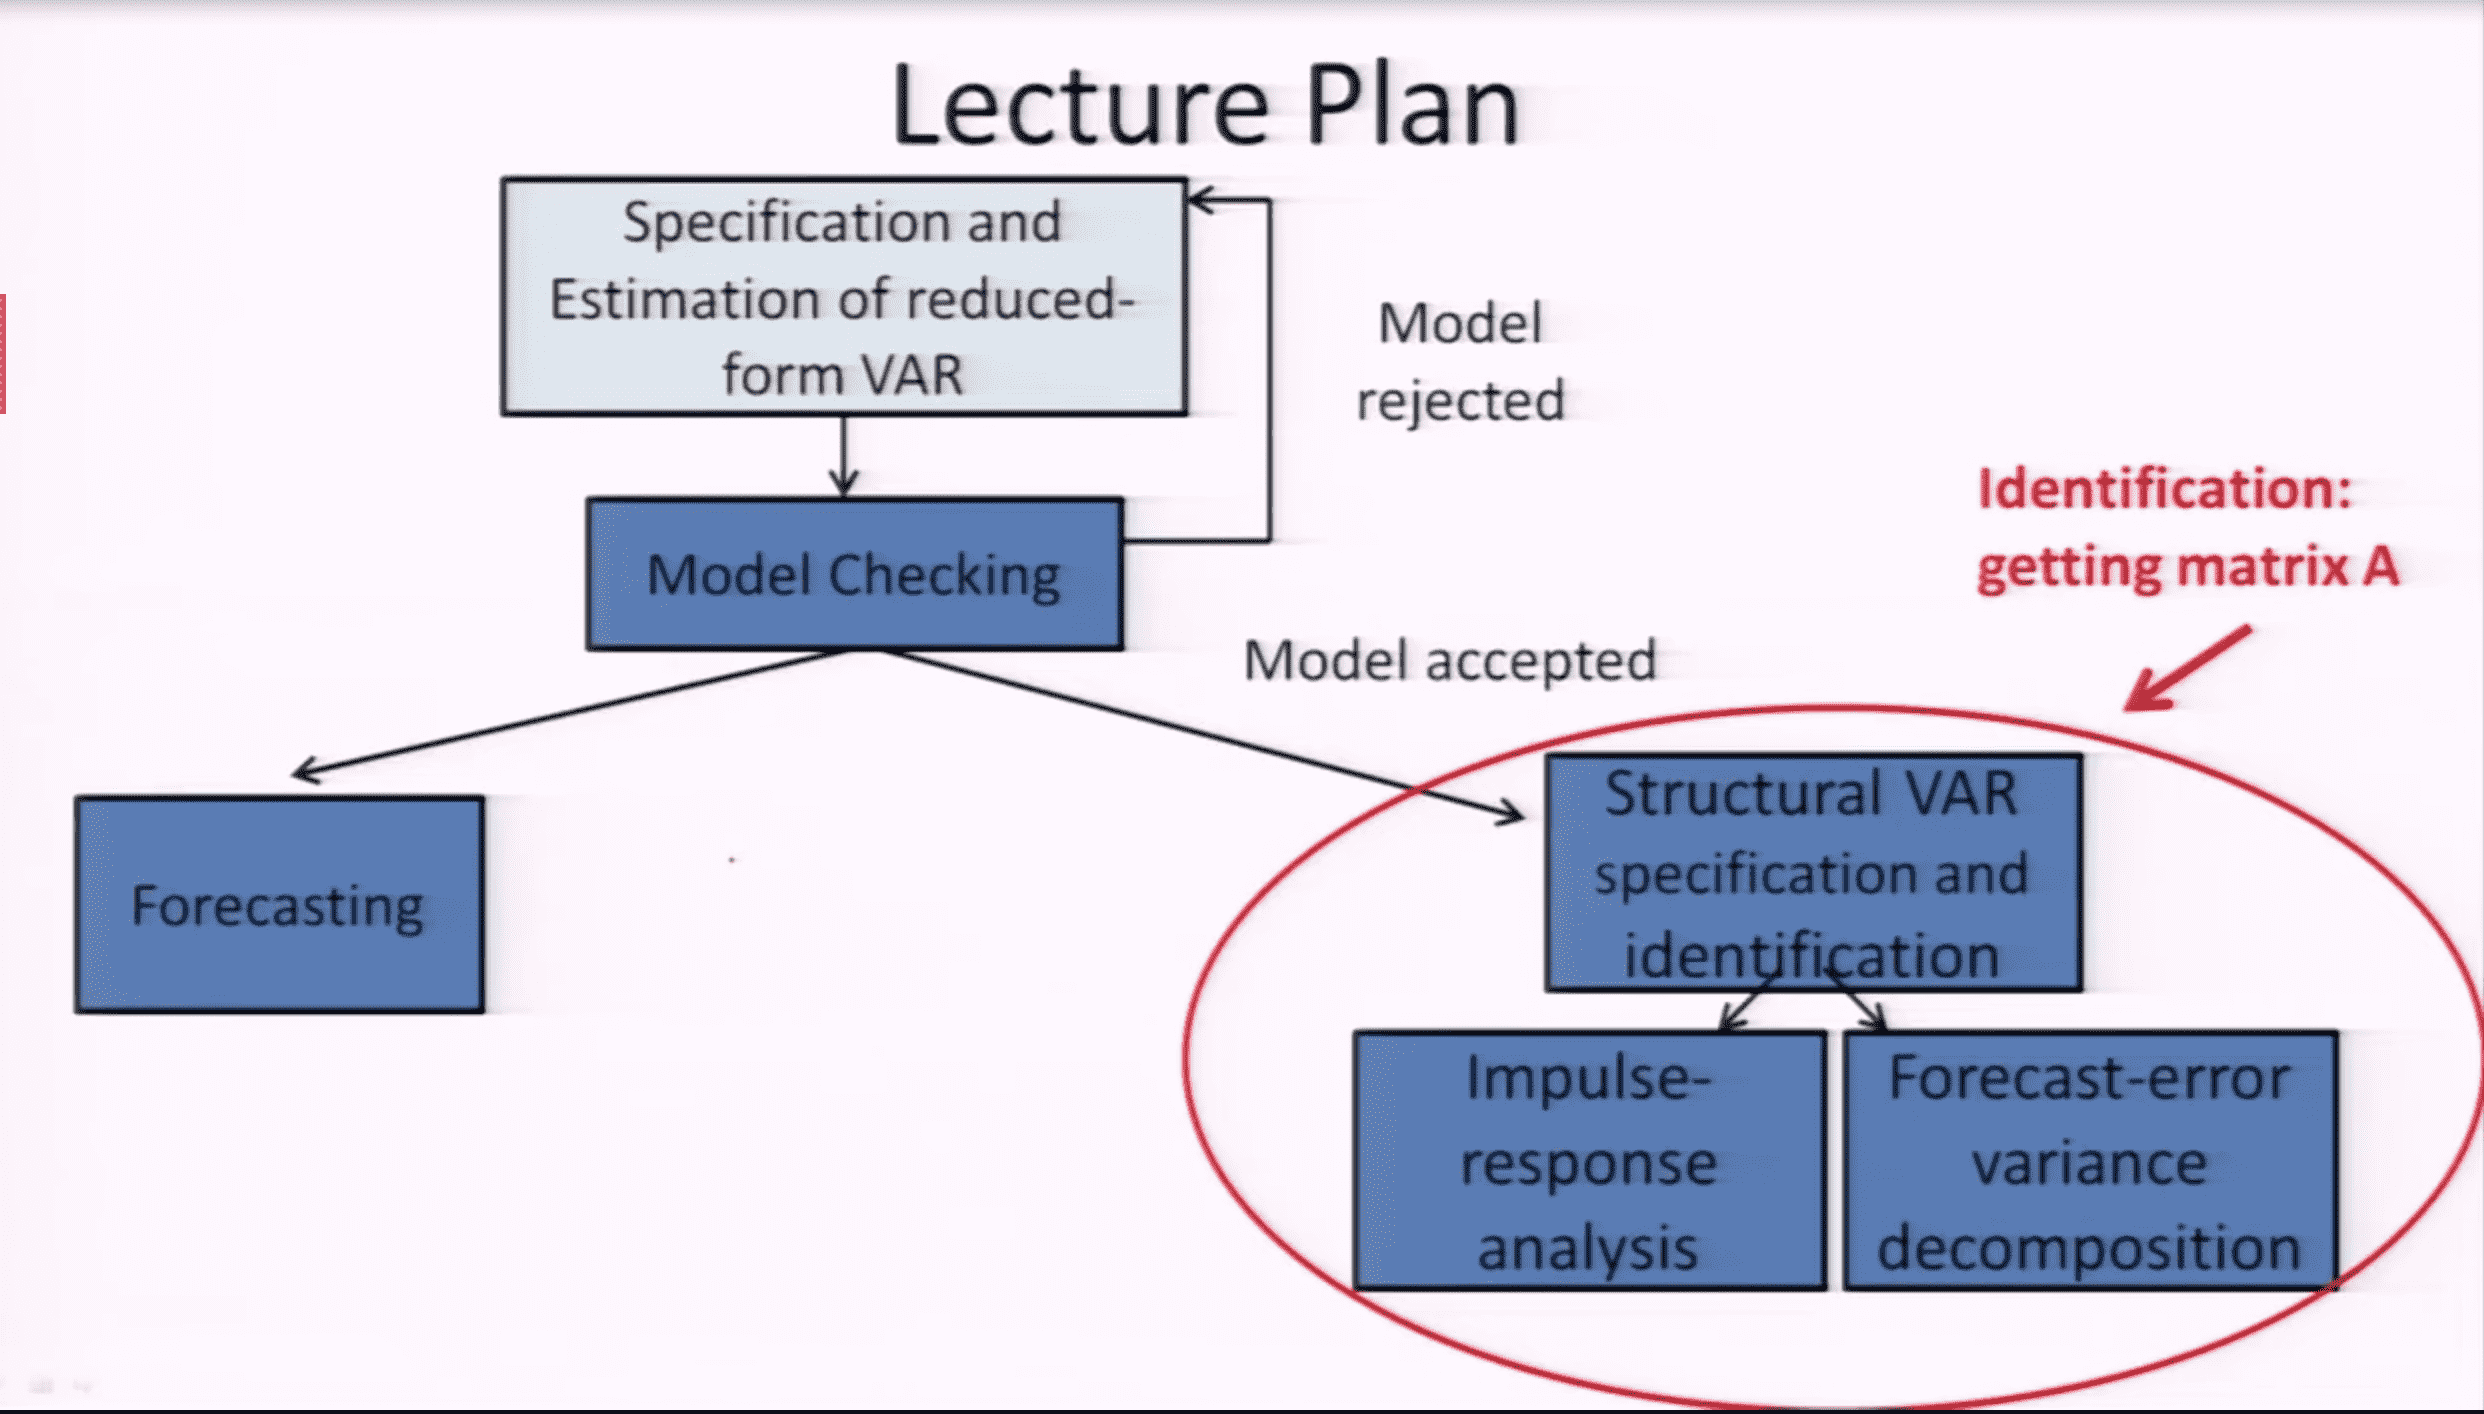 Lecture Plan
Specification and
Estimation of reduced-
form VAR
Model
rejected
Identification:
getting matrix A
Model Checking
Model accepted
Structural VAR
specification and
identification
Forecasting
Impulse-
response
analysis
Forecast-error
variance
decomposition